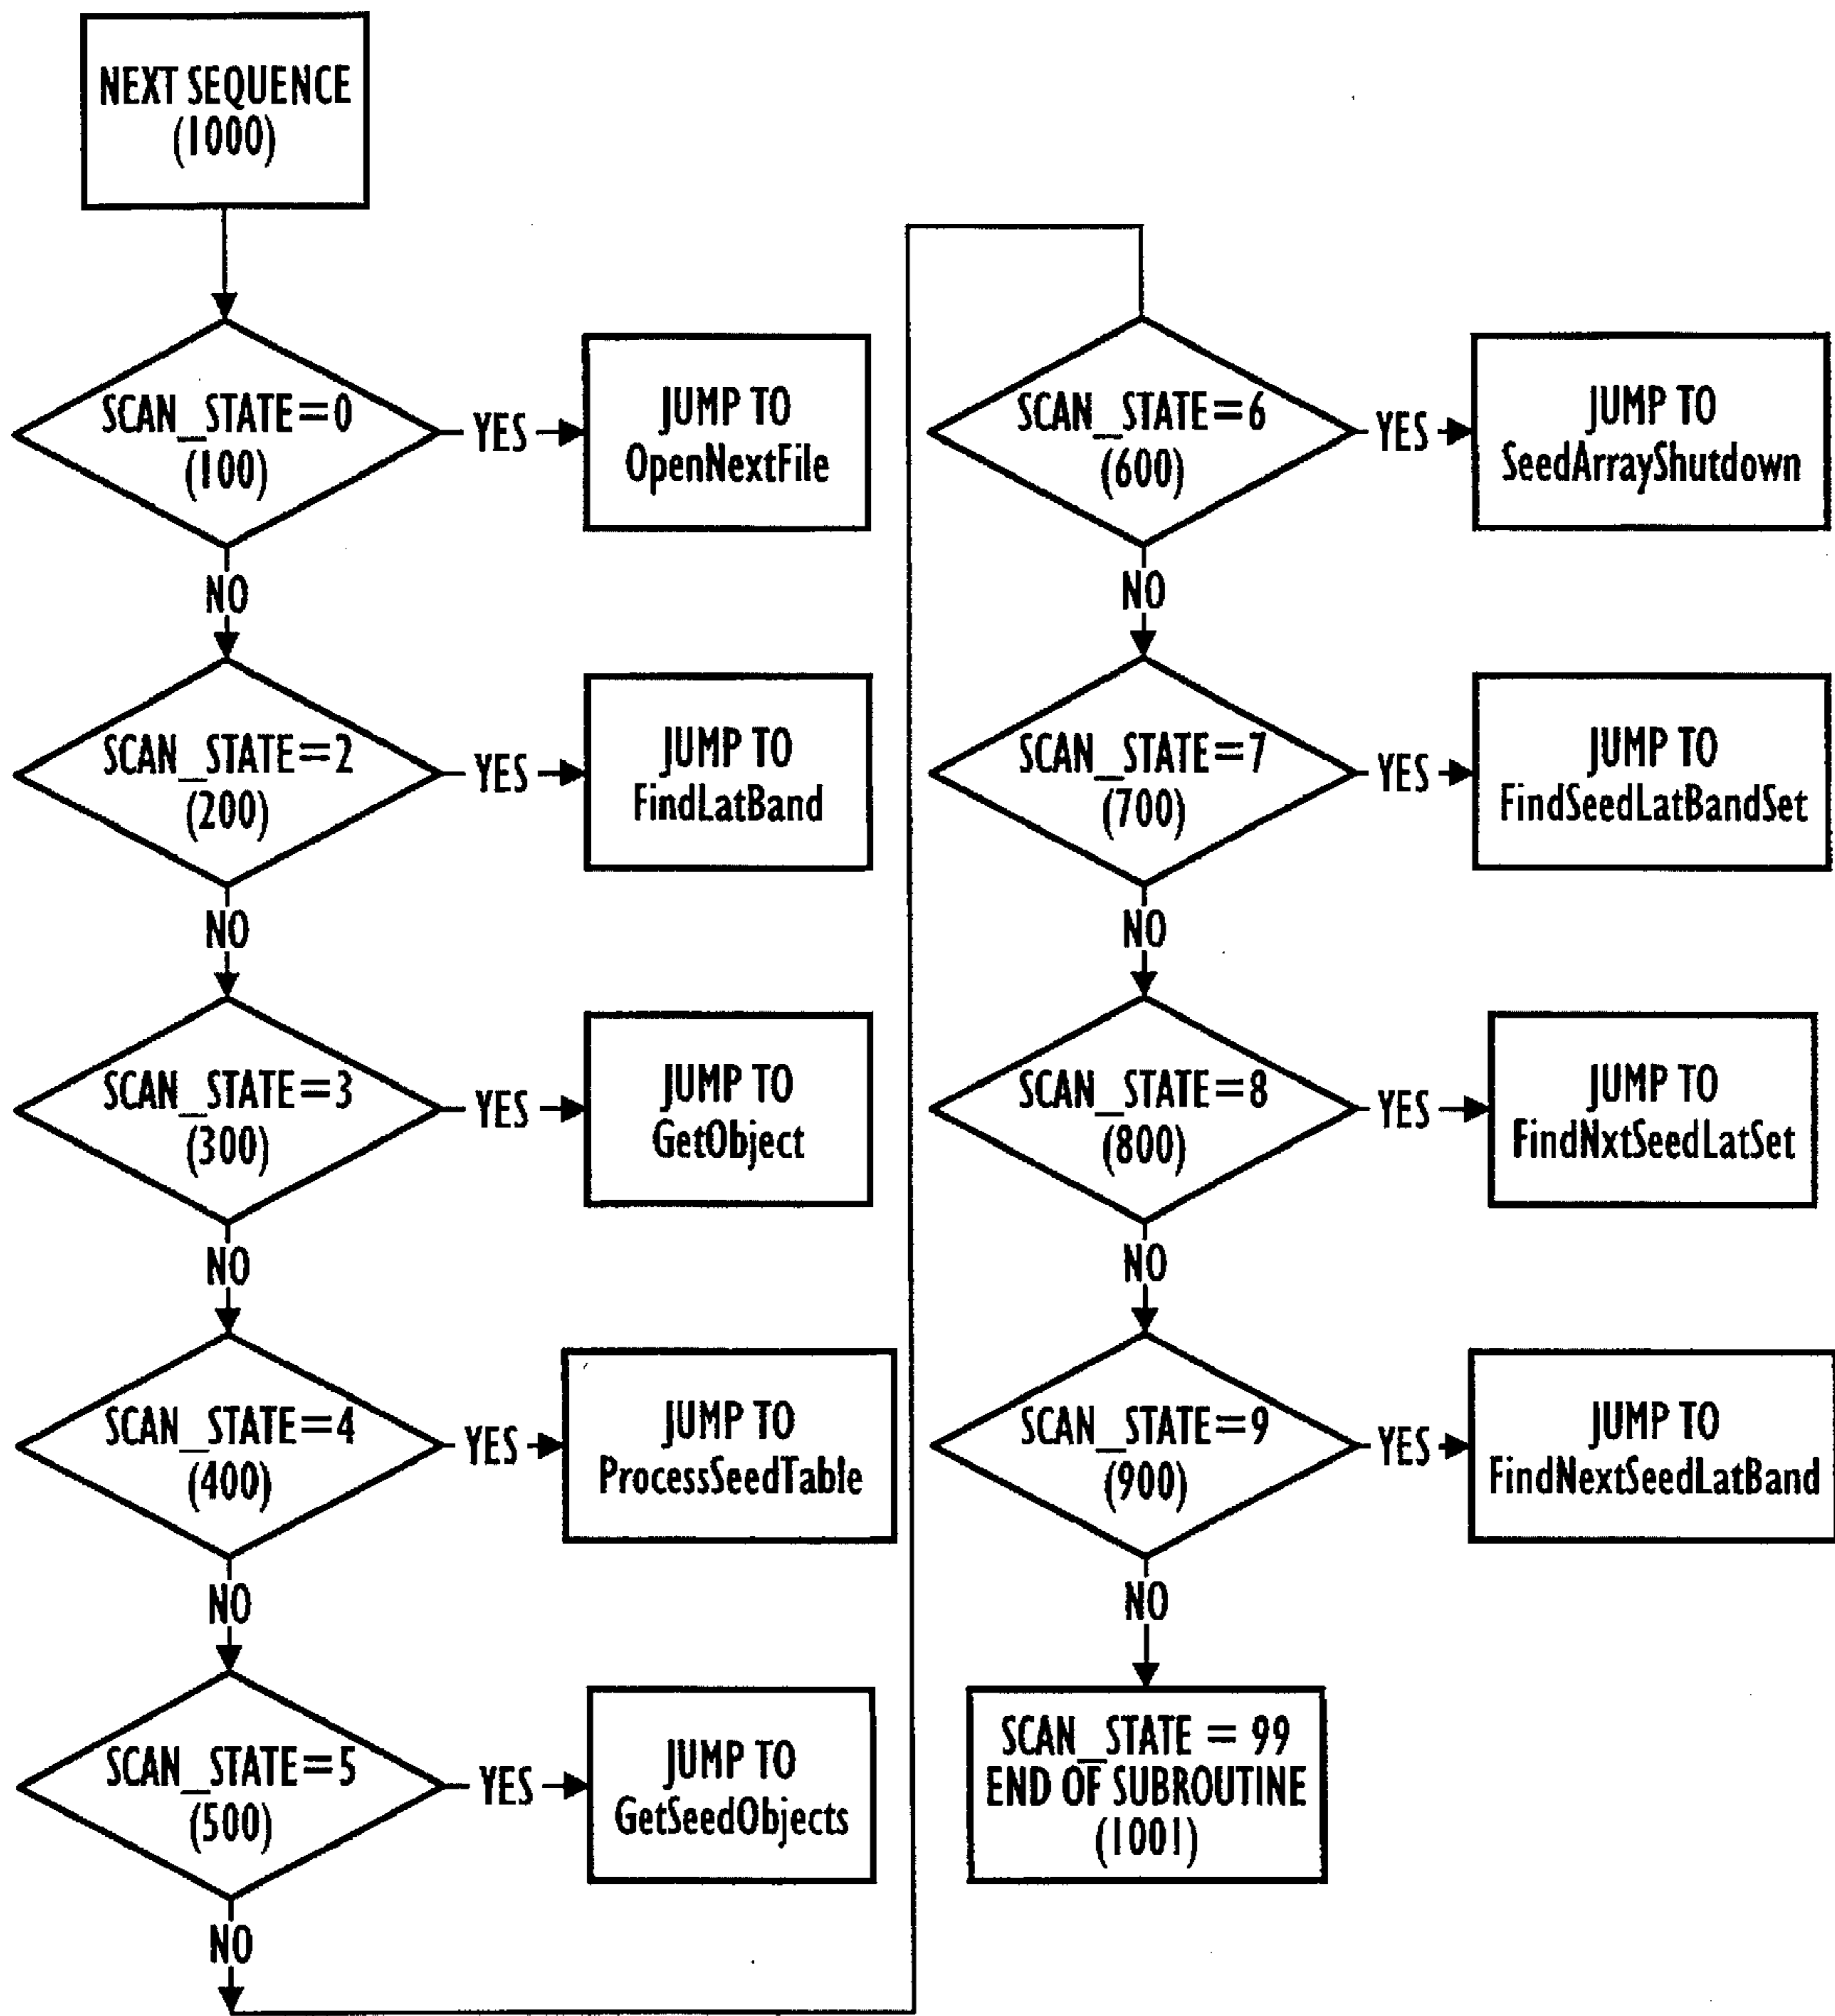 NEXT SEQUENCE
(1000)
SCAN_STATE=0
(100)
YES
JUMP TO
OpenNextFile
NO
SCAN_STATE=2
(200)
YES
JUMP TO
FindLatBand
NO
SCAN_STATE=3
(300)
YES
JUMP TO
GetObject
NO
SCAN_STATE=4
(400)
YES
JUMP TO
ProcessSeedTable
NO
SCAN_STATE=5
(500)
YES
JUMP TO
GetSeedObjects
NO
SCAN_STATE=6
(600)
YES
JUMP TO
SeedArrayShutdown
NO
SCAN_STATE=7
(700)
YES
JUMP TO
FindSeedLatBandSet
NO
SCAN_STATE=8
(800)
YES
JUMP TO
FindNxtSeedLatSet
NO
SCAN_STATE=9
(900)
YES
JUMP TO
FindNextSeedLatBand
NO
SCAN_STATE = 99
END OF SUBROUTINE
(1001)